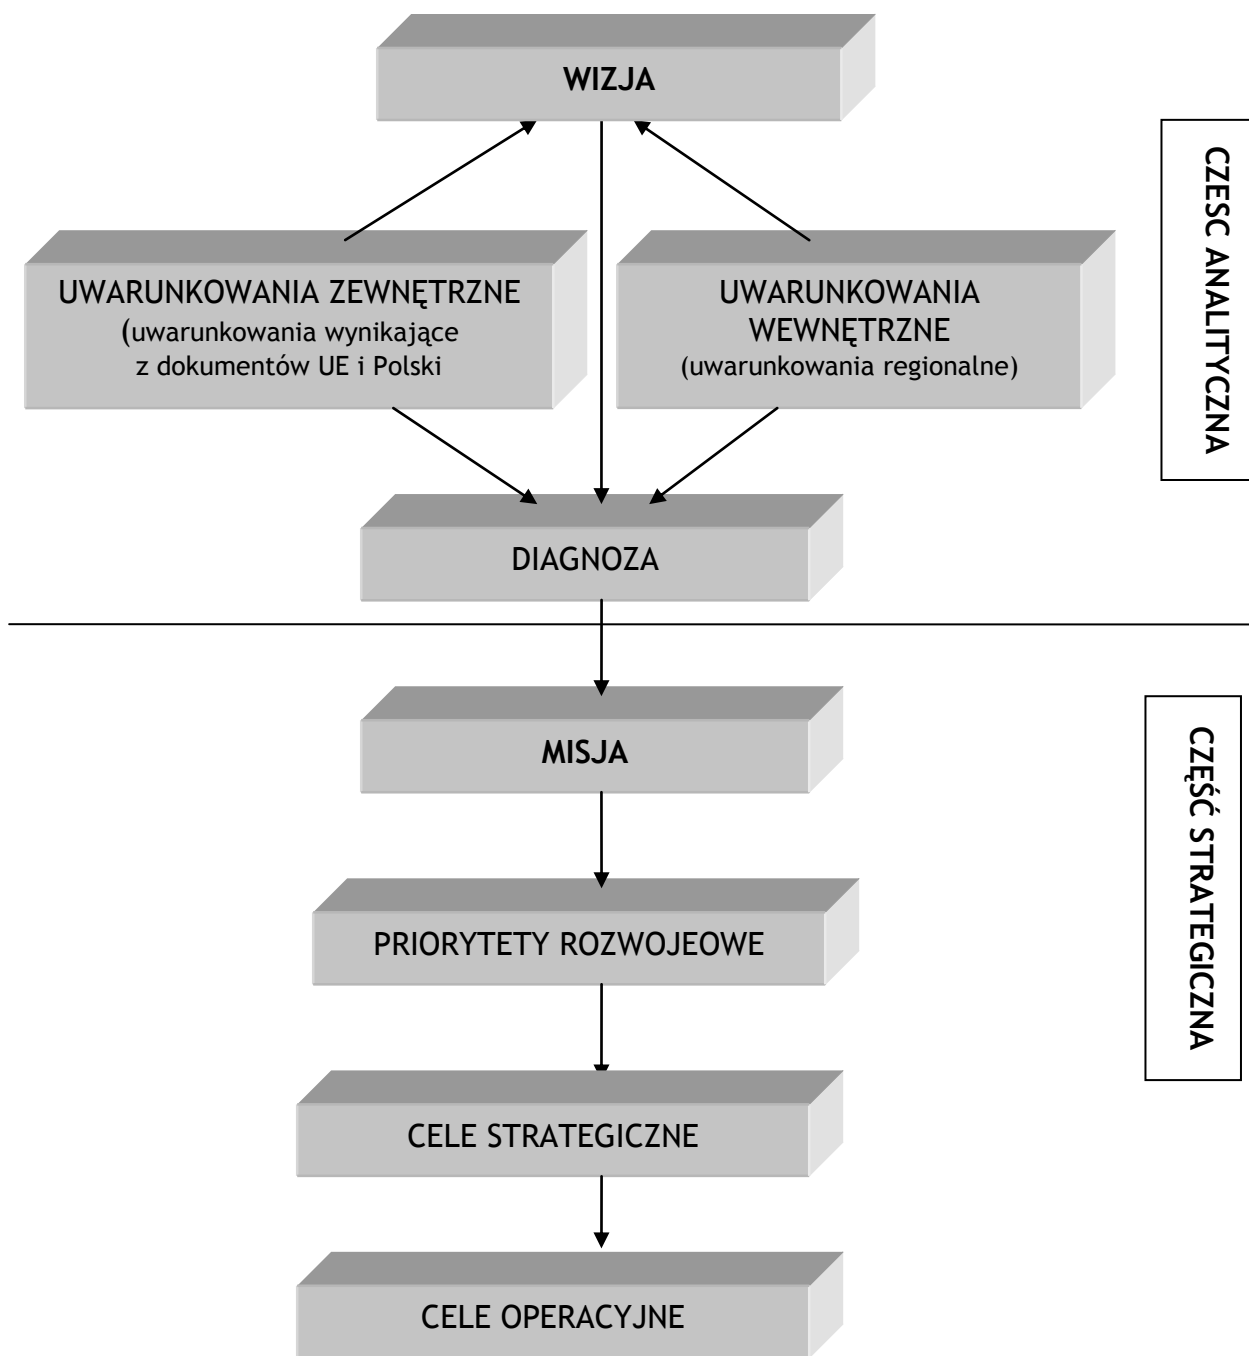 WIZJA
CZESC ANALITYCZNA
UWARUNKOWANIA ZEWNĘTRZNE
(uwarunkowania wynikające
z dokumentów UE i Polski
UWARUNKOWANIA
WEWNĘTRZNE
(uwarunkowania regionalne)
DIAGNOZA
MISJA
CZĘŚĆ STRATEGICZNA
PRIORYTETY ROZWOJEOWE
CELE STRATEGICZNE
CELE OPERACYJNE